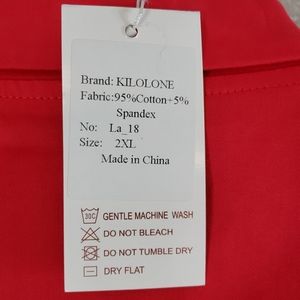 Brand: KILOLONE
Fabric:95%Cotton+5%
Spandex
No: La_18
Size: 2XL
Made in China
30C GENTLE MACHINE WASH
DO NOT BLEACH
DO NOT TUMBLE DRY
DRY FLAT